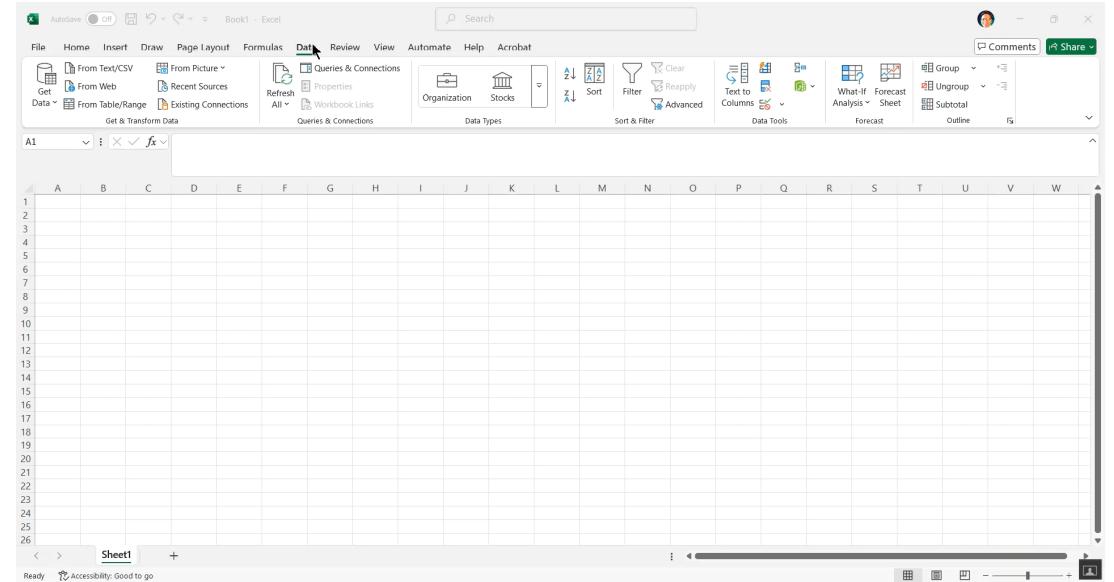 AutoSave Off Book1 - Excel Search
File Home Insert Draw Page Layout Formulas Data Review View Automate Help Acrobat Comments Share
Get Data
From Text/CSV
From Web
From Table/Range
From Picture
Recent Sources
Existing Connections
Get & Transform Data
Refresh All
Queries & Connections
Properties
Workbook Links
Queries & Connections
Organization Stocks
Data Types
Sort
Filter
Clear
Reapply
Advanced
Sort & Filter
Text to Columns
Data Tools
What-If Analysis
Forecast Sheet
Forecast
Group
Ungroup
Subtotal
Outline
A1 fx
A B C D E F G H I J K L M N O P Q R S T U V W
1
2
3
4
5
6
7
8
9
10
11
12
13
14
15
16
17
18
19
20
21
22
23
24
25
26
Sheet1
Ready Accessibility: Good to go